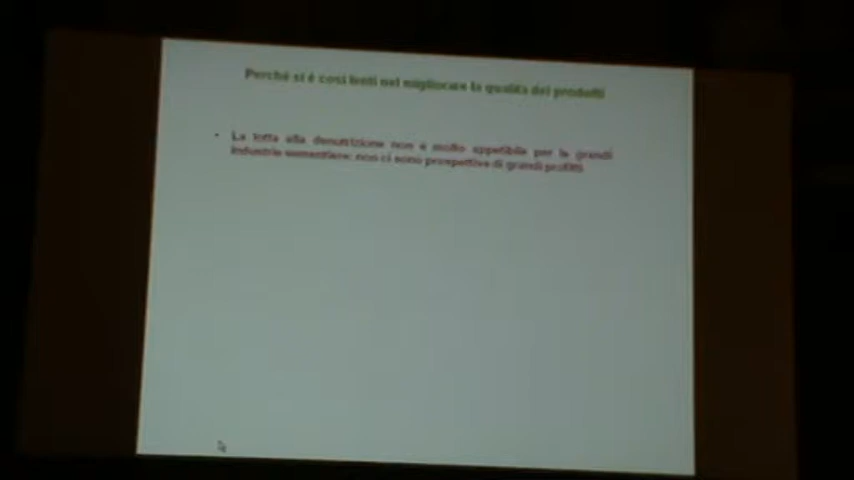 Perché si è così lenti nel migliorare la qualità dei prodotti
• La lotta alla denutrizione non è molto appetibile per le grandi
industrie sementiere: non ci sono prospettive di grandi profitti